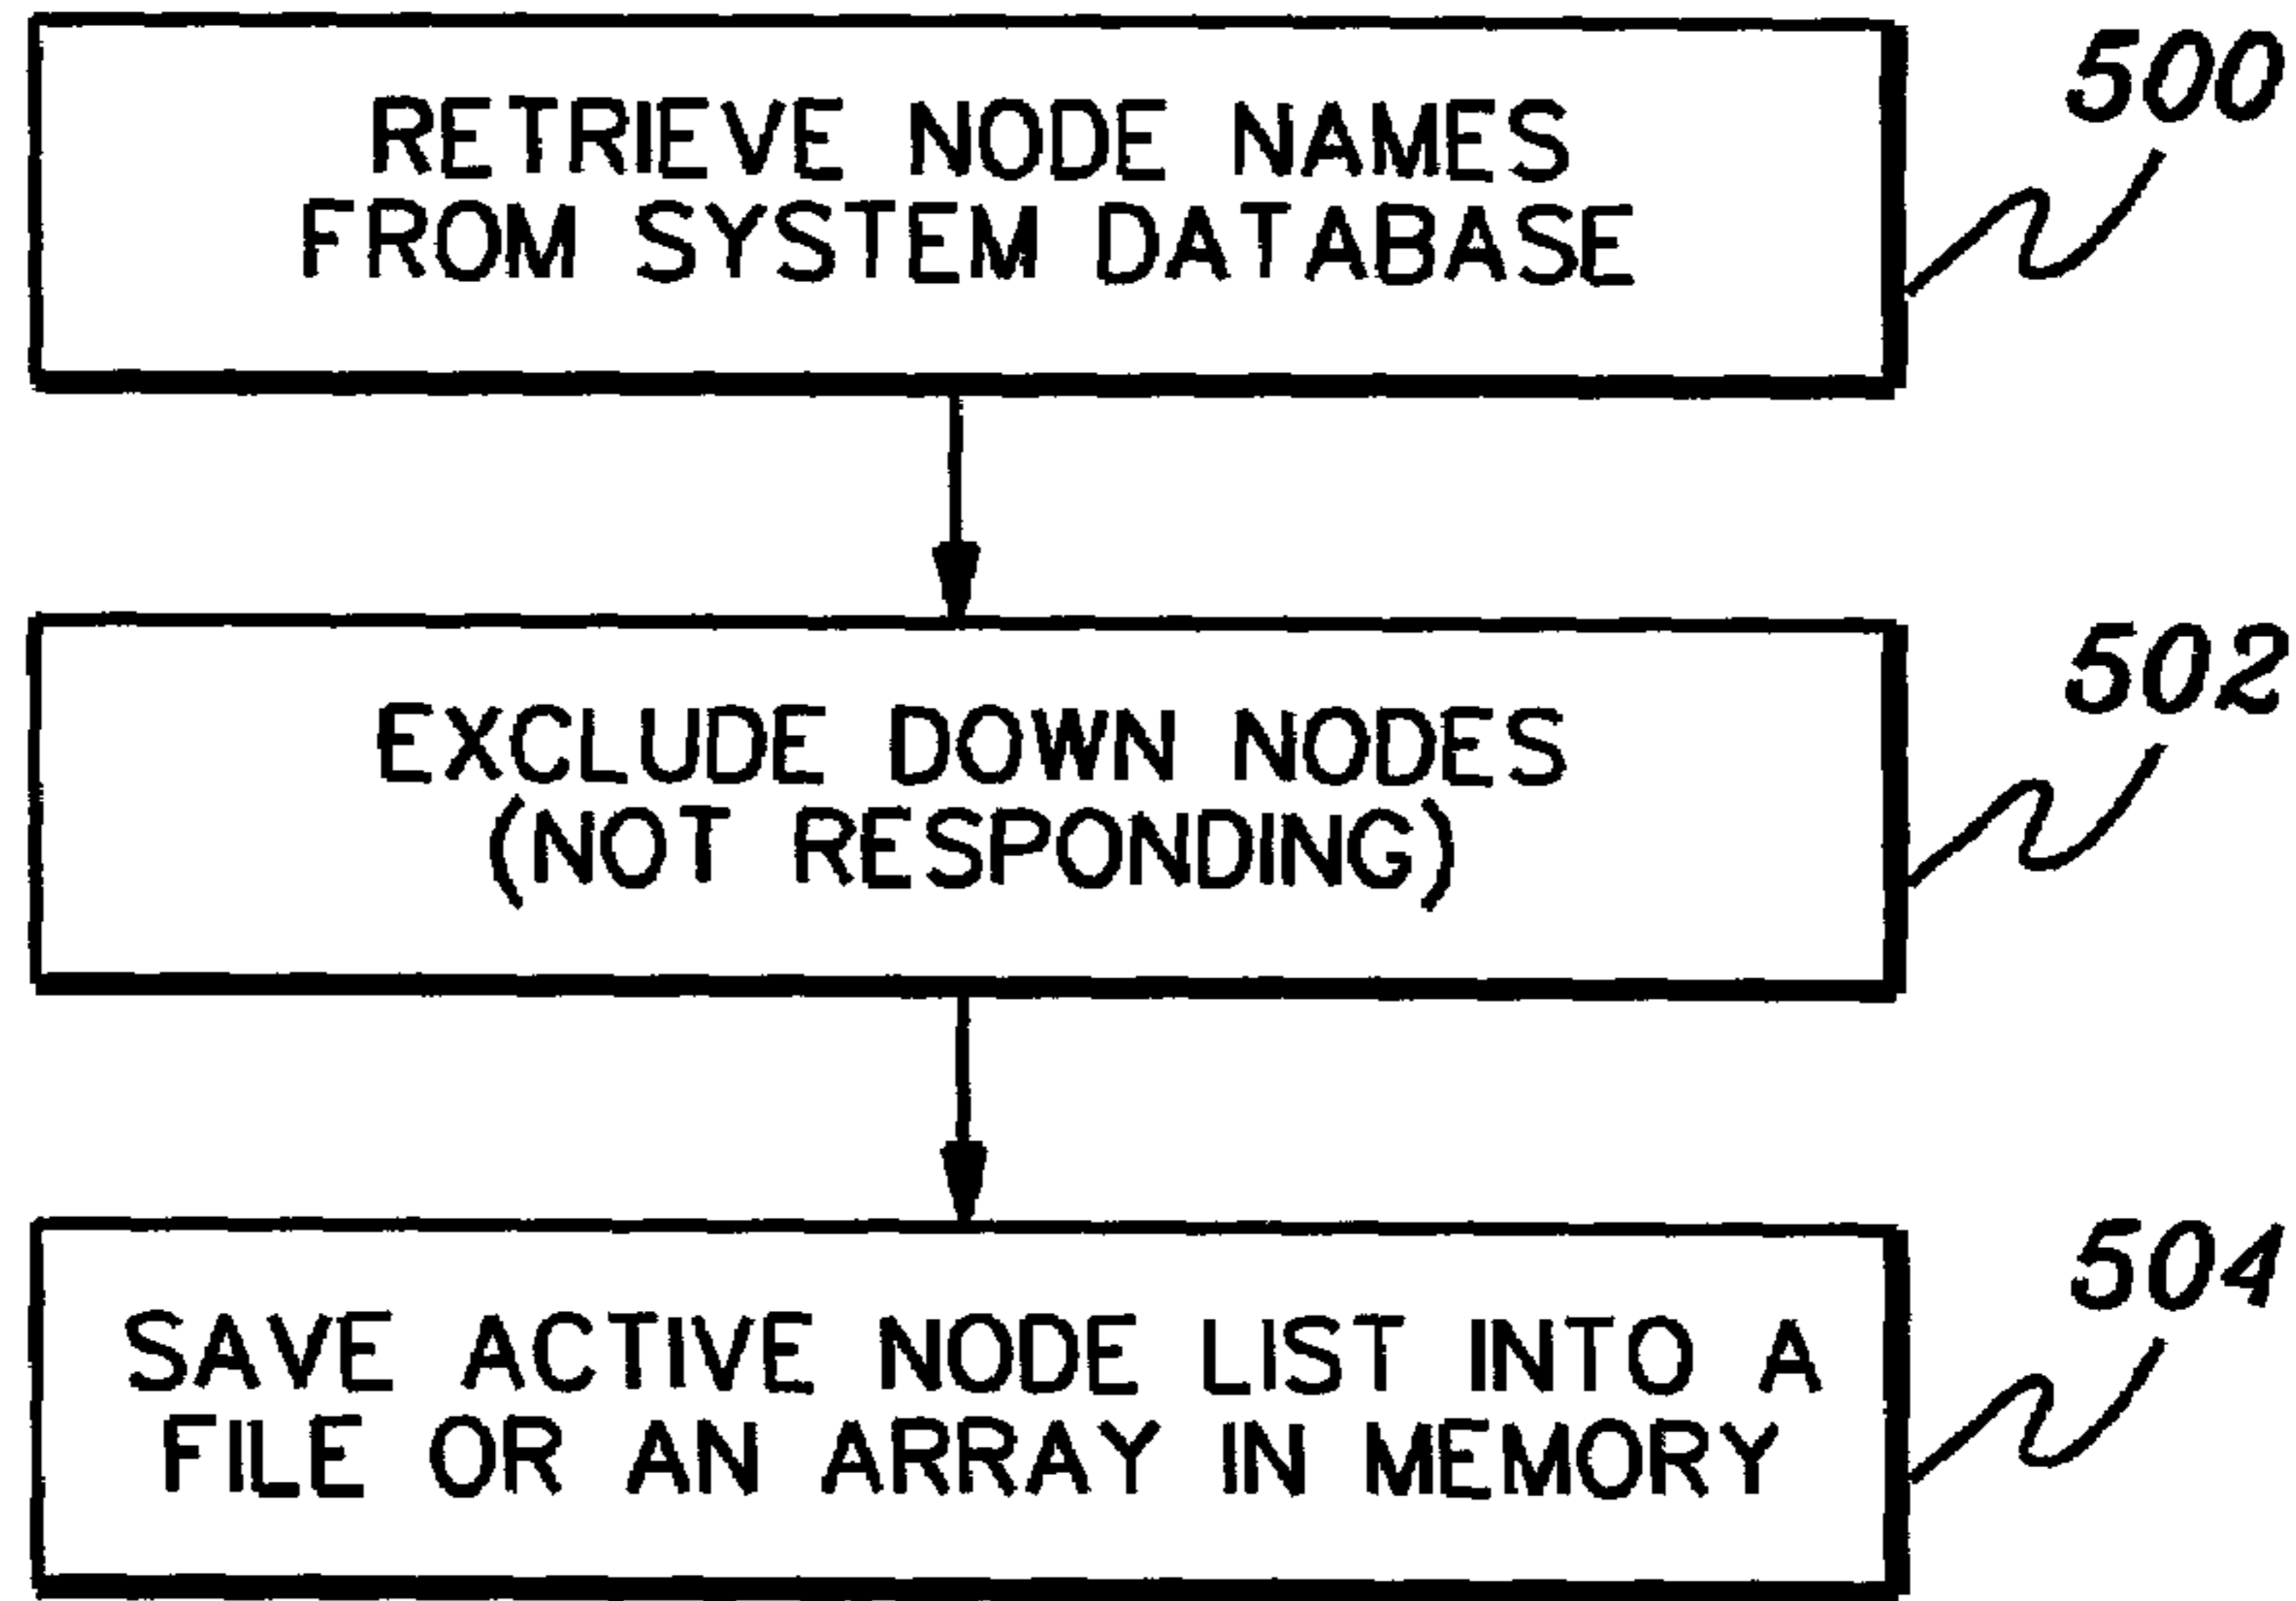 500
RETRIEVE NODE NAMES
FROM SYSTEM DATABASE
502
EXCLUDE DOWN NODES
(NOT RESPONDING)
504
SAVE ACTIVE NODE LIST INTO A
FILE OR AN ARRAY IN MEMORY